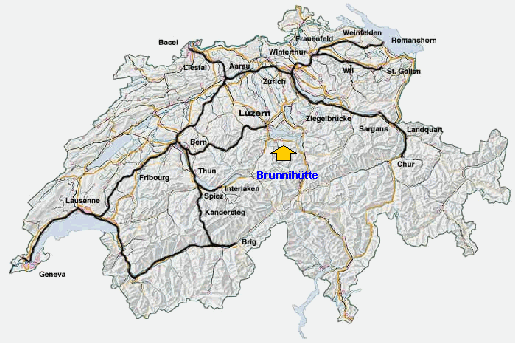 Weinfelden
Frauenfeld
Romanshorn
Basel
Winterthur
Liestal
Aarau
Wil
St. Gallen
Zürich
Luzern
Ziegelbrücke
Sargans
Landquart
Bern
Chur
Thun
Brunnihütte
Fribourg
Interlaken
Spiez
Lausanne
Kandersteg
Brig
Geneva